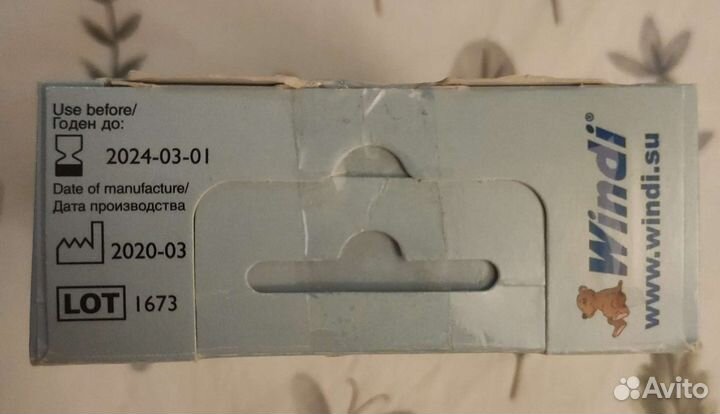 Use before/
Годен до:
2024-03-01
Date of manufacture/
Дата производства
2020-03
LOT 1673
Windi®
www.windi.su
Avito